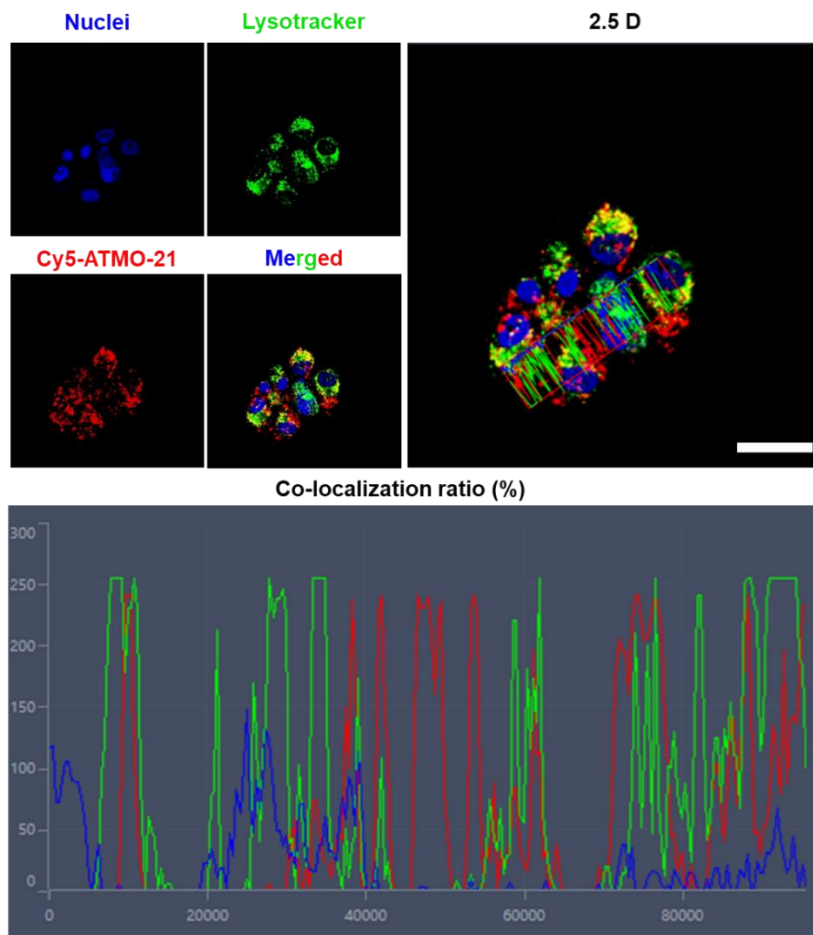 Nuclei
Lysotracker
2.5 D
Cy5-ATMO-21
Merged
Co-localization ratio (%)
300
250
200
150
100
50
0
0 20000 40000 60000 80000